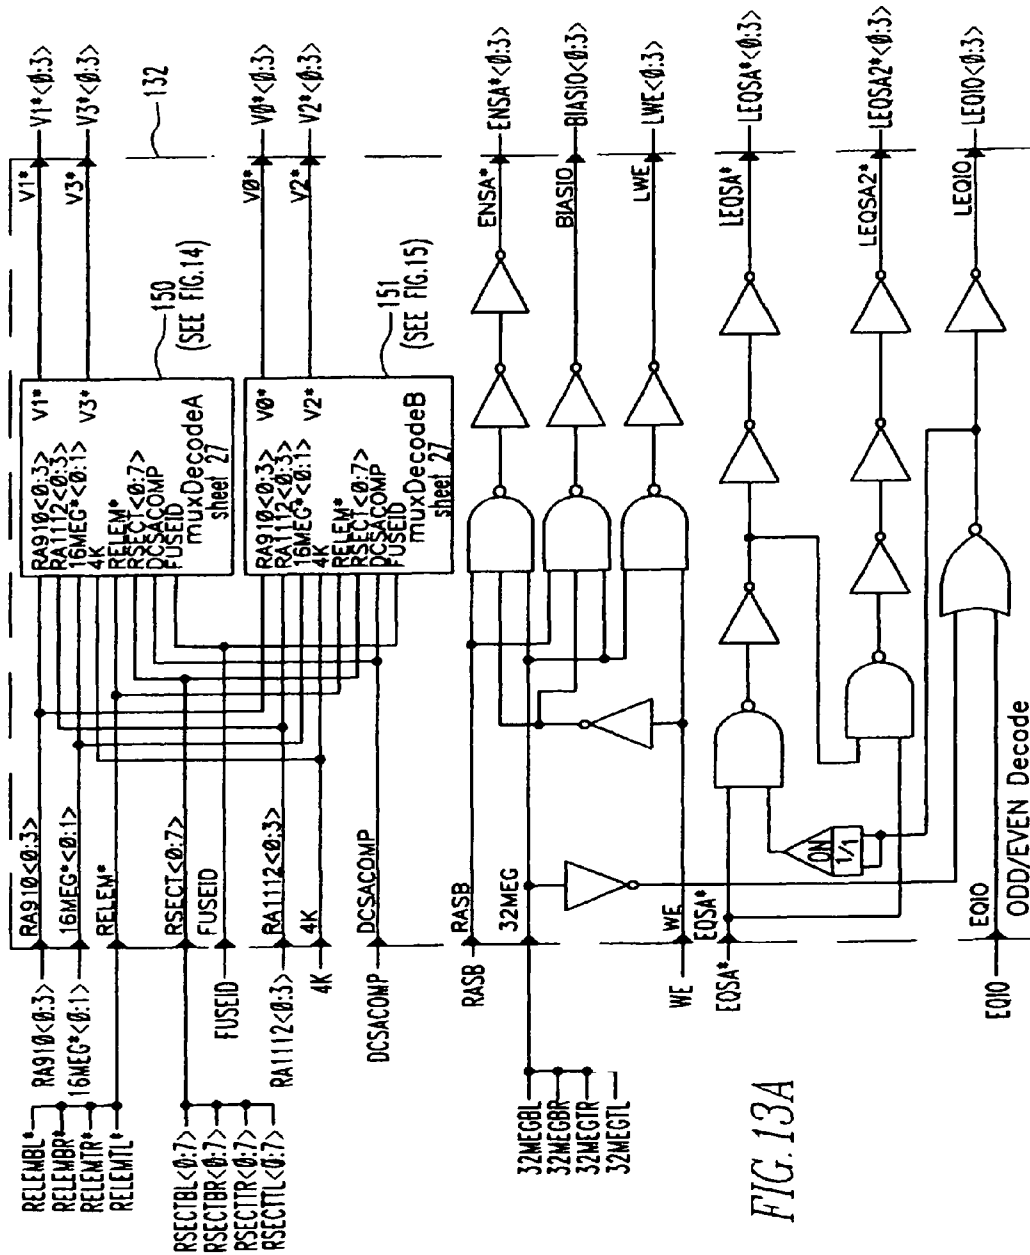 RELEMBL*
RELEMBR*
RELEMTR*
RELEMTL*
RSECTBL<0:7>
RSECTBR<0:7>
RSECTTR<0:7>
RSECTTL<0:7>
32MEGBL
32MEGBR
32MEGTR
32MEGTL
RA910<0:3>
16MEG*<0:1>
FUSEID
RA1112<0:3>
4K
DCSACOMP
RASB
WE
EQSA*
EQIO
RA910<0:3>
16MEG*<0:1>
RELEM*
RSECT<0:7>
FUSEID
RA1112<0:3>
4K
DCSACOMP
RASB
32MEG
WE
EQSA*
EQIO
RA910<0:3>
RA1112<0:3>
16MEG*<0:1>
4K
RELEM*
RSECT<0:7>
DCSACOMP
FUSEID
V1*
V3*
muxDecodeA
sheet 27
150
(SEE FIG.14)
RA910<0:3>
RA1112<0:3>
16MEG*<0:1>
4K
RELEM*
RSECT<0:7>
DCSACOMP
FUSEID
V0*
V2*
muxDecodeB
sheet 27
151
(SEE FIG.15)
ON
1/1
V1*
V3*
V0*
V2*
ENSA*
BIASIO
LWE
LEQSA*
LEQSA2*
LEQIO
V1*<0:3>
V3*<0:3>
132
V0*<0:3>
V2*<0:3>
ENSA*<0:3>
BIASIO<0:3>
LWE<0:3>
LEQSA*<0:3>
LEQSA2*<0:3>
LEQIO<0:3>
ODD/EVEN Decode
FIG.13A